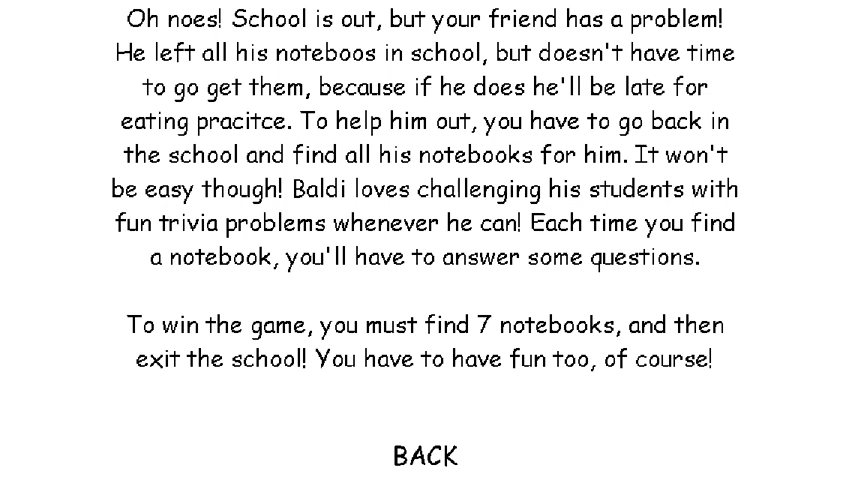 Oh noes! School is out, but your friend has a problem!
He left all his noteboos in school, but doesn't have time
to go get them, because if he does he'll be late for
eating pracitce. To help him out, you have to go back in
the school and find all his notebooks for him. It won't
be easy though! Baldi loves challenging his students with
fun trivia problems whenever he can! Each time you find
a notebook, you'll have to answer some questions.
To win the game, you must find 7 notebooks, and then
exit the school! You have to have fun too, of course!
BACK